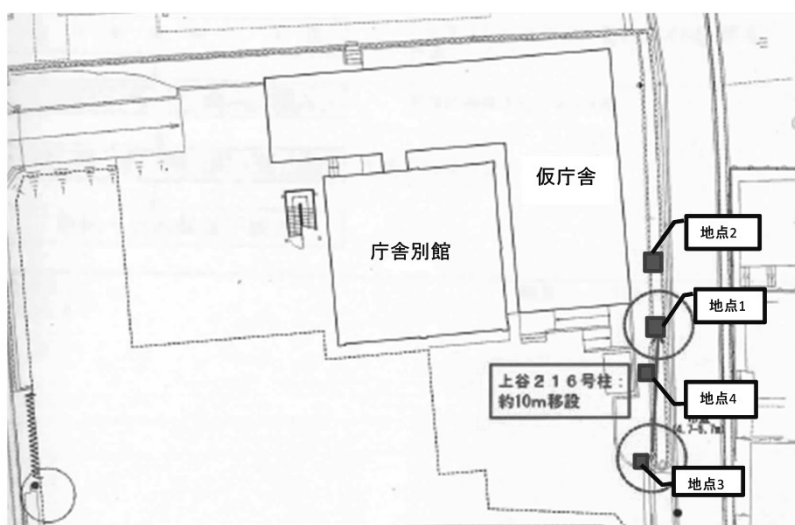 仮庁舎
地点2
庁舎別館
地点1
上谷216号柱：
約10m移設
地点4
地点3